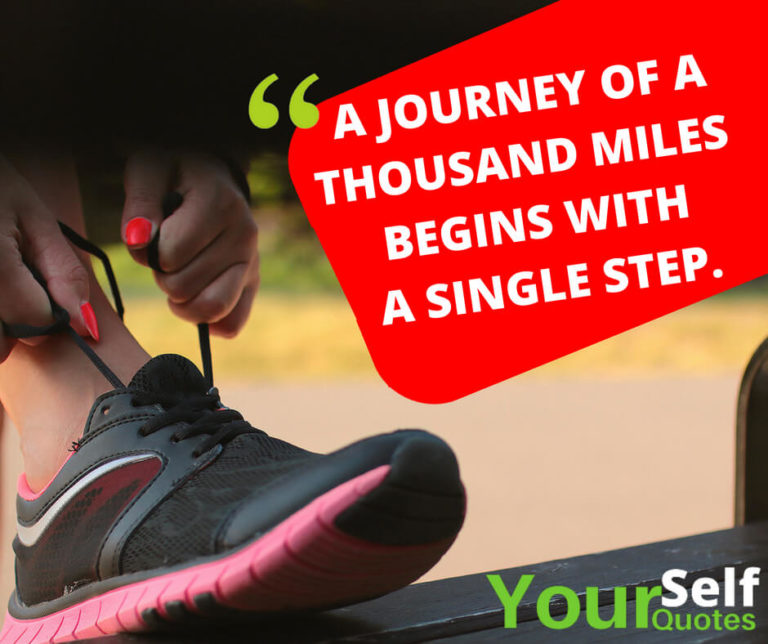 “
A JOURNEY OF A
THOUSAND MILES
BEGINS WITH
A SINGLE STEP.
YourSelf
Quotes